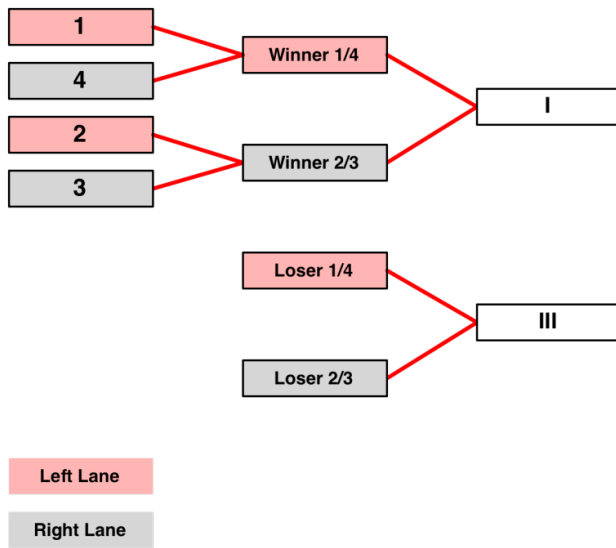 1
4
2
3
Winner 1/4
Winner 2/3
I
Loser 1/4
Loser 2/3
III
Left Lane
Right Lane